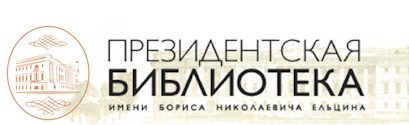 ПРЕЗИДЕНТСКАЯ
БИБЛИОТЕКА
ИМЕНИ БОРИСА НИКОЛАЕВИЧА ЕЛЬЦИНА